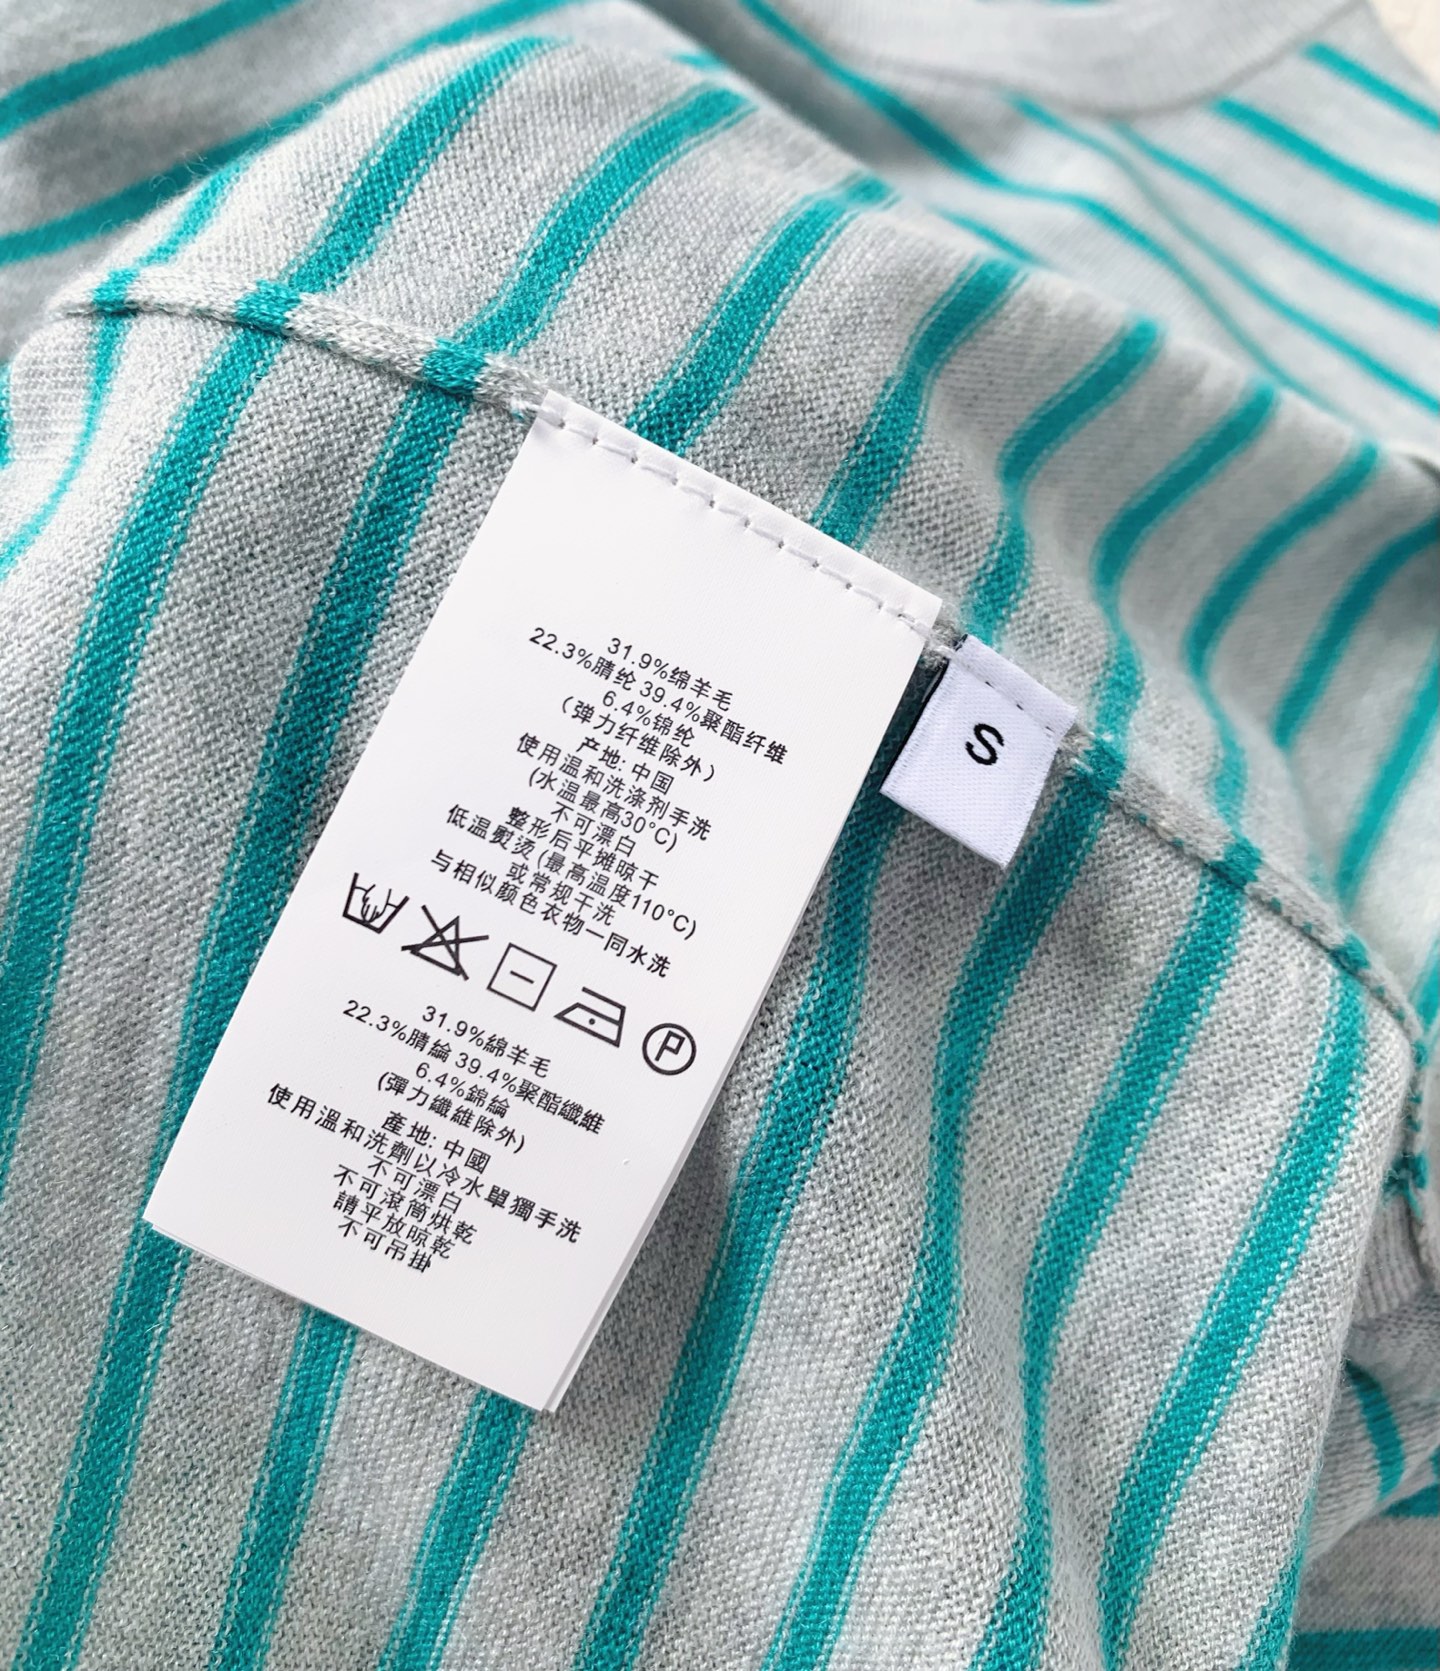 31.9%绵羊毛
22.3%腈纶 39.4%聚酯纤维
6.4%锦纶
(弹力纤维除外)
产地: 中国
使用温和洗涤剂手洗
(水温最高30°C)
不可漂白
整形后平摊晾干
低温熨烫(最高温度110°C)
或常规干洗
与相似颜色衣物一同水洗
P
31.9%綿羊毛
22.3%腈綸 39.4%聚酯纖維
6.4%錦綸
(彈力纖維除外)
產地: 中國
使用溫和洗劑以冷水單獨手洗
不可漂白
不可滾筒烘乾
請平放晾乾
不可吊掛
S